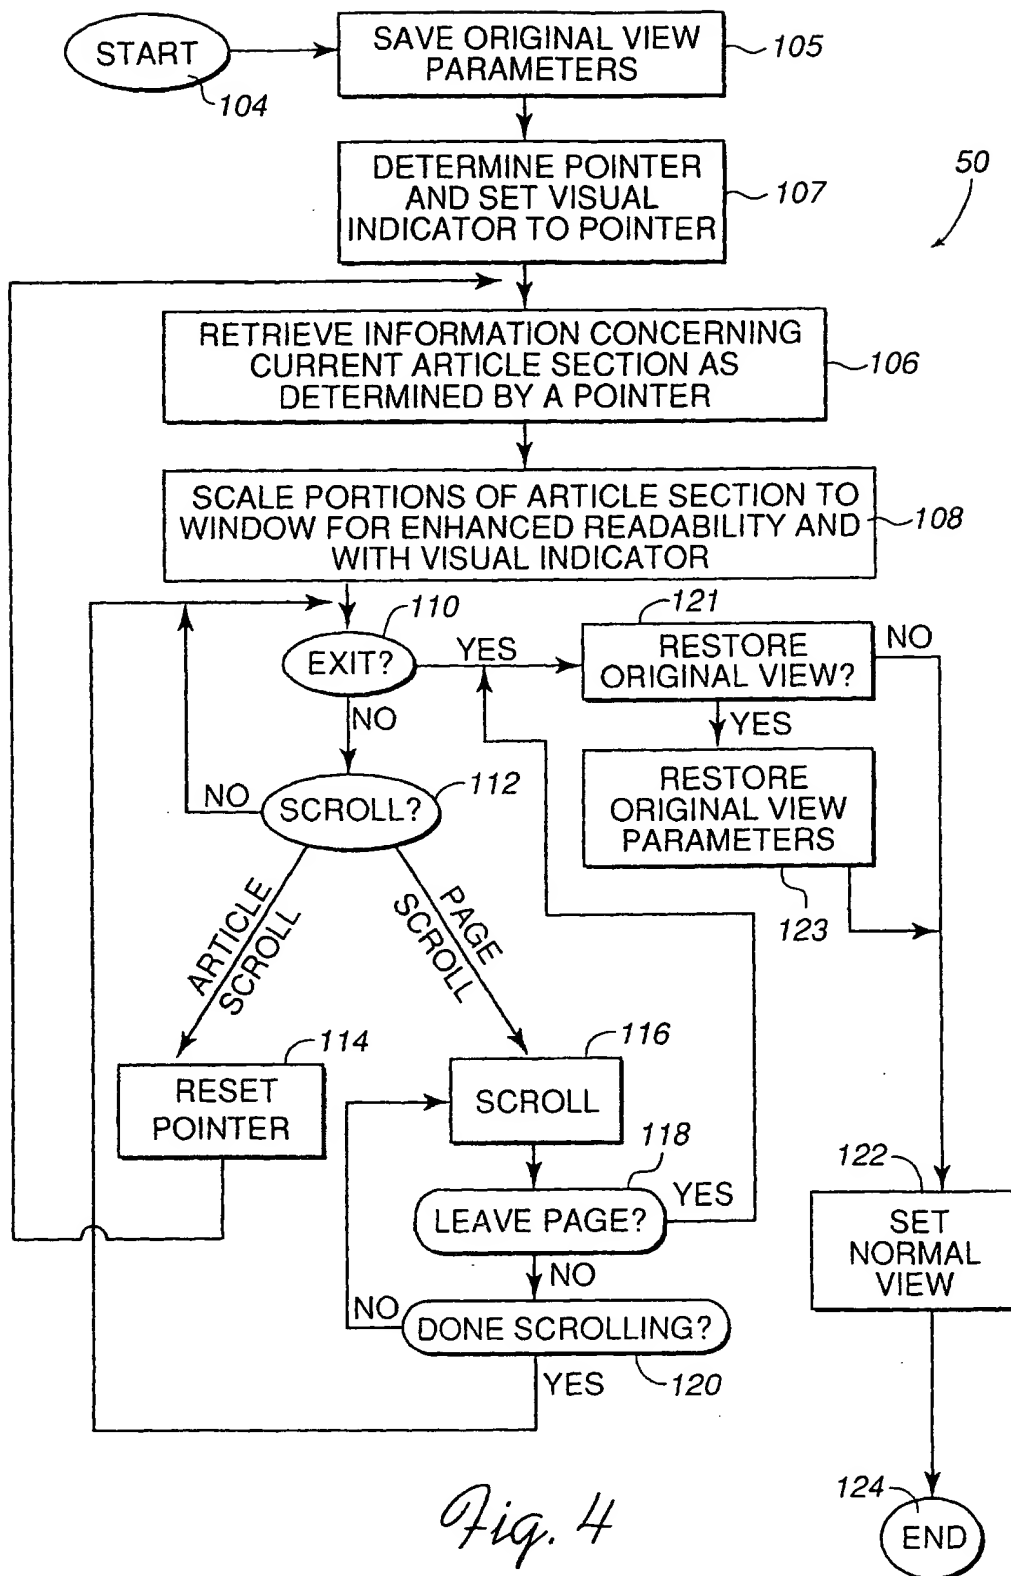 START
104
SAVE ORIGINAL VIEW
PARAMETERS
105
DETERMINE POINTER
AND SET VISUAL
INDICATOR TO POINTER
107
50
RETRIEVE INFORMATION CONCERNING
CURRENT ARTICLE SECTION AS
DETERMINED BY A POINTER
106
SCALE PORTIONS OF ARTICLE SECTION TO
WINDOW FOR ENHANCED READABILITY AND
WITH VISUAL INDICATOR
108
110
EXIT?
YES
121
RESTORE
ORIGINAL VIEW?
NO
NO
YES
SCROLL?
112
NO
RESTORE
ORIGINAL VIEW
PARAMETERS
123
ARTICLE
SCROLL
PAGE
SCROLL
114
RESET
POINTER
116
SCROLL
118
LEAVE PAGE?
YES
NO
NO
DONE SCROLLING?
120
YES
122
SET
NORMAL
VIEW
124
END
Fig. 4